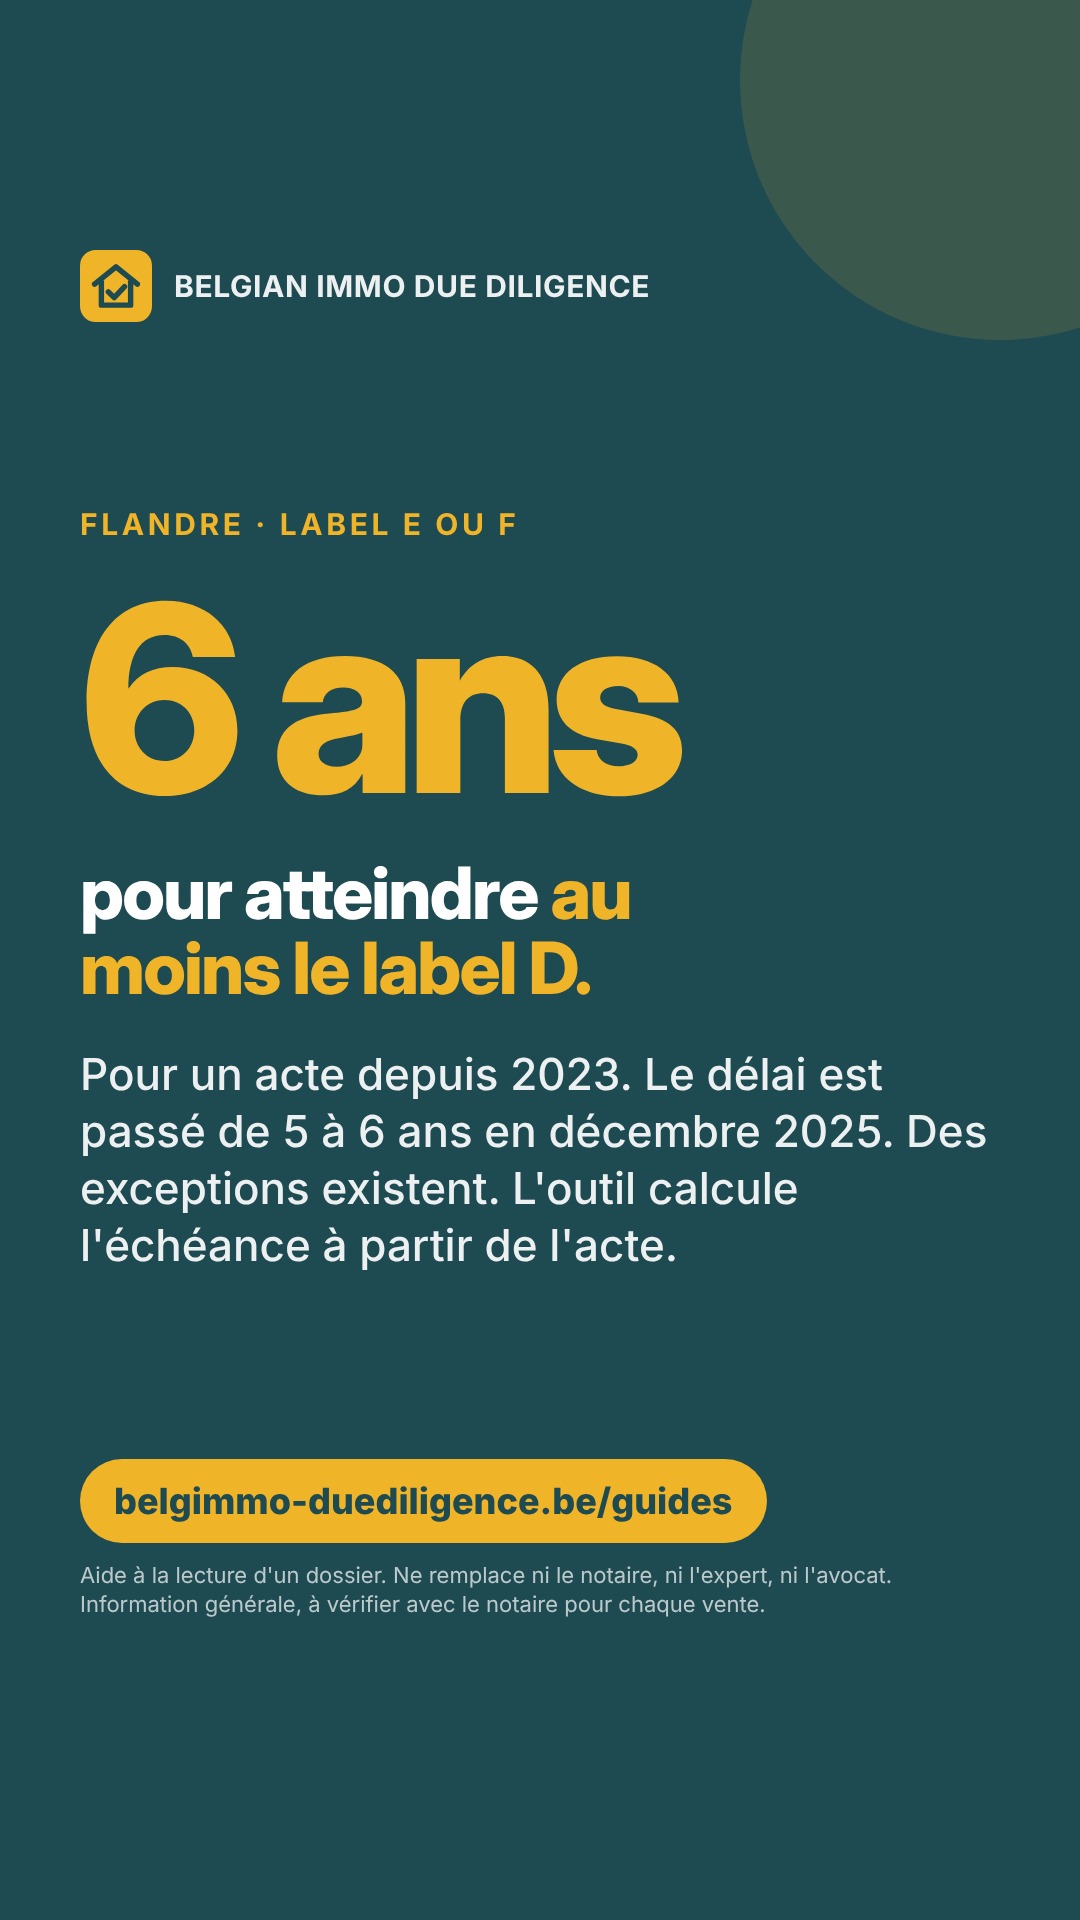 BELGIAN IMMO DUE DILIGENCE
FLANDRE · LABEL E OU F
6 ans
pour atteindre au
moins le label D.
Pour un acte depuis 2023. Le délai est
passé de 5 à 6 ans en décembre 2025. Des
exceptions existent. L'outil calcule
l'échéance à partir de l'acte.
belgimmo-duediligence.be/guides
Aide à la lecture d'un dossier. Ne remplace ni le notaire, ni l'expert, ni l'avocat.
Information générale, à vérifier avec le notaire pour chaque vente.